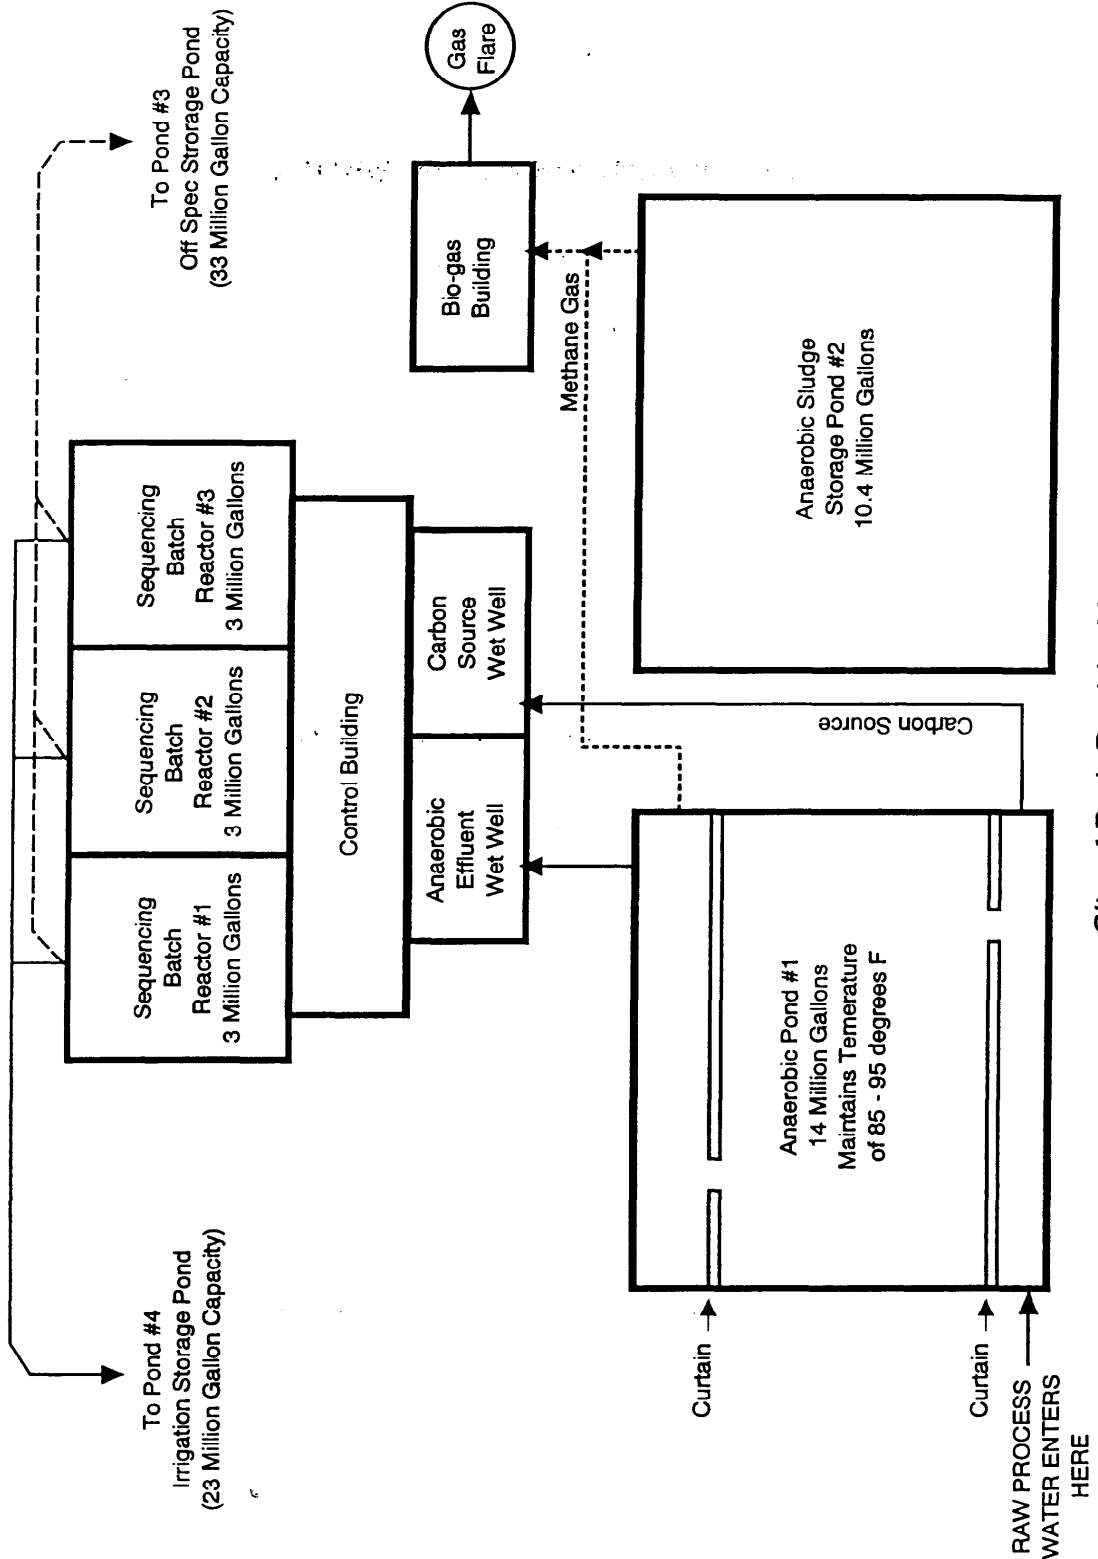 To Pond #4
Irrigation Storage Pond
(23 Million Gallon Capacity)
To Pond #3
Off Spec Strorage Pond
(33 Million Gallon Capacity)
Sequencing
Batch
Reactor #1
3 Million Gallons
Sequencing
Batch
Reactor #2
3 Million Gallons
Sequencing
Batch
Reactor #3
3 Million Gallons
Control Building
Anaerobic
Effluent
Wet Well
Carbon
Source
Wet Well
Bio-gas
Building
Gas
Flare
Methane Gas
Carbon Source
Curtain
Curtain
RAW PROCESS
WATER ENTERS
HERE
Anaerobic Pond #1
14 Million Gallons
Maintains Temerature
of 85 - 95 degrees F
Anaerobic Sludge
Storage Pond #2
10.4 Million Gallons